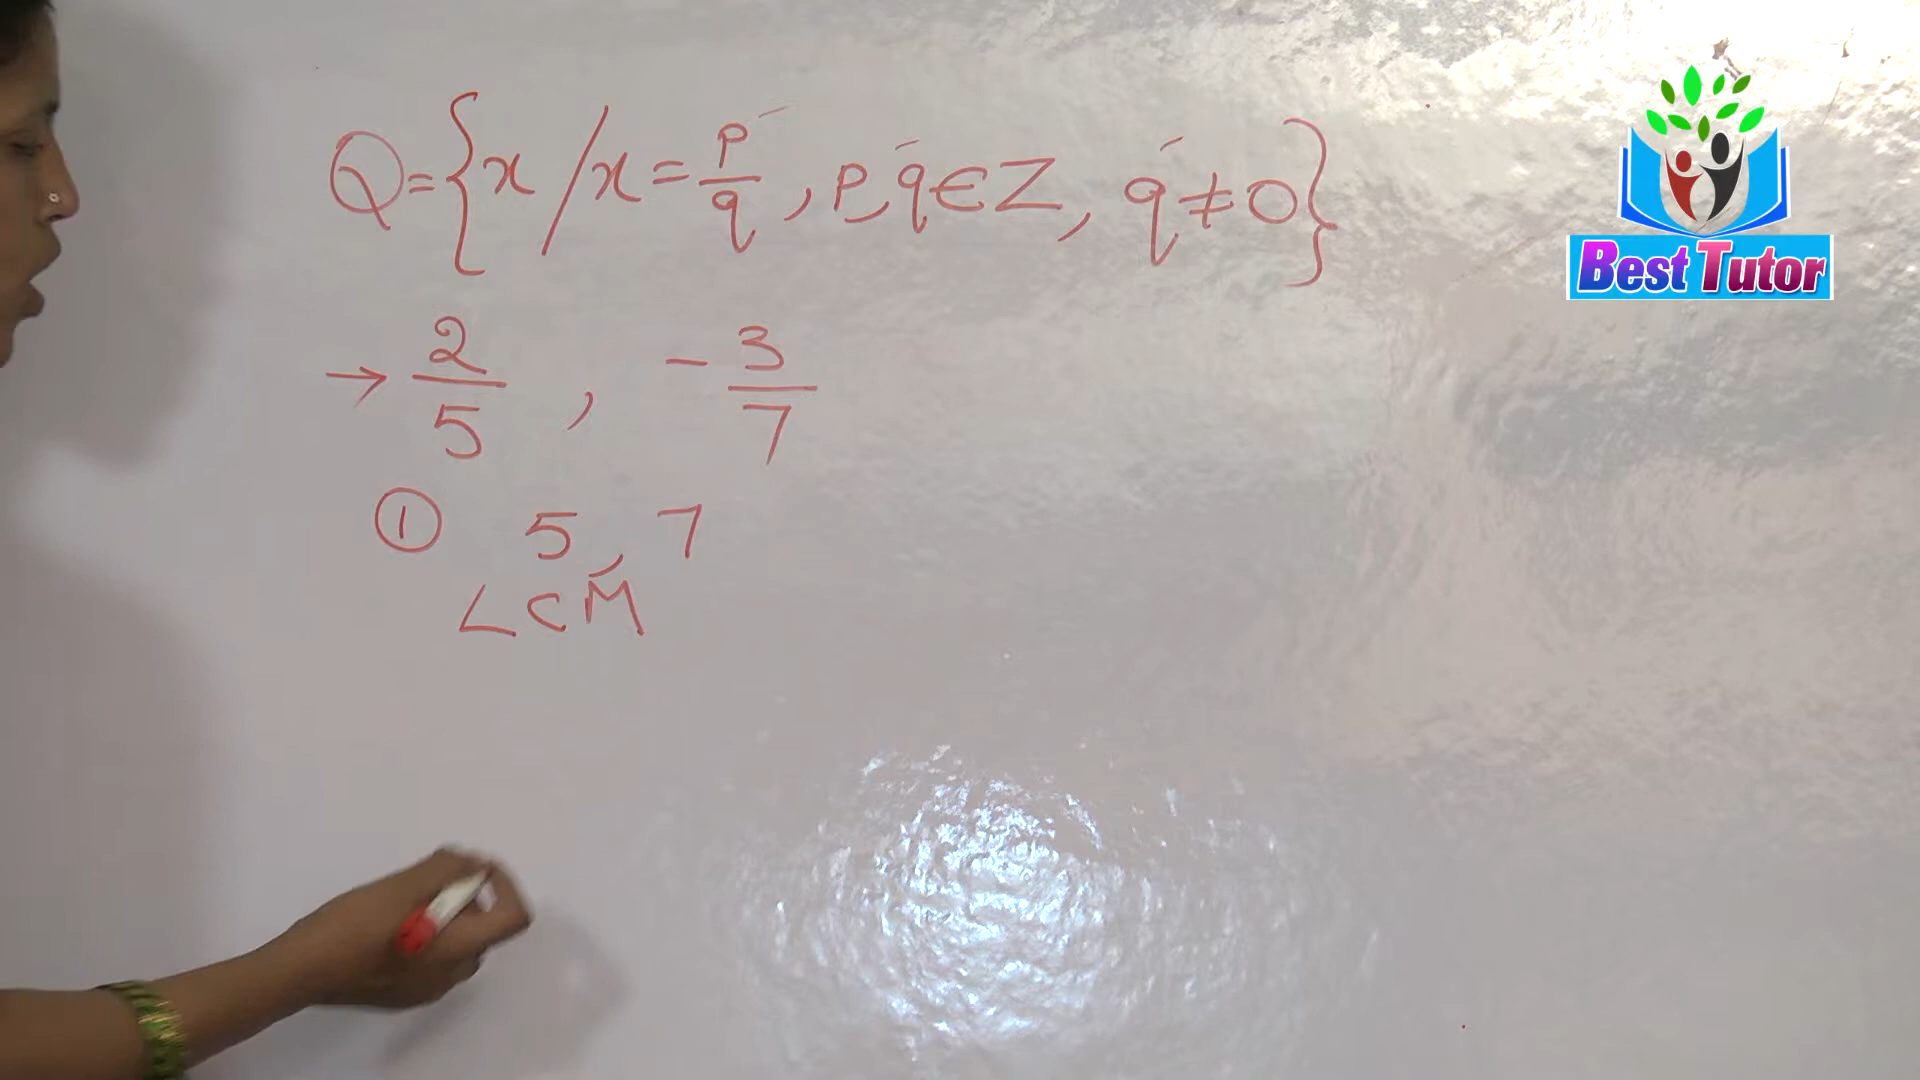 Q = { x / x = p/q , p, q ∈ Z, q ≠ 0 }
→ 2/5 , - 3/7
① 5, 7
LCM
Best Tutor